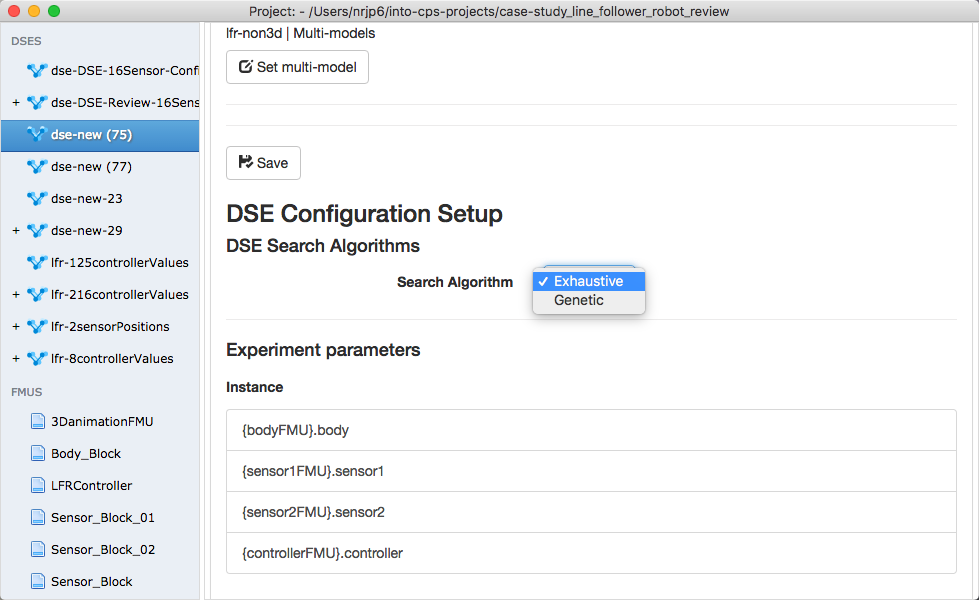 Project: - /Users/nrjp6/into-cps-projects/case-study_line_follower_robot_review
DSES
dse-DSE-16Sensor-Confi
+ dse-DSE-Review-16Sens
dse-new (75)
dse-new (77)
dse-new-23
+ dse-new-29
lfr-125controllerValues
+ lfr-216controllerValues
+ lfr-2sensorPositions
+ lfr-8controllerValues
FMUS
3DanimationFMU
Body_Block
LFRController
Sensor_Block_01
Sensor_Block_02
Sensor_Block
lfr-non3d | Multi-models
Set multi-model
Save
DSE Configuration Setup
DSE Search Algorithms
Search Algorithm
✓ Exhaustive
Genetic
Experiment parameters
Instance
{bodyFMU}.body
{sensor1FMU}.sensor1
{sensor2FMU}.sensor2
{controllerFMU}.controller